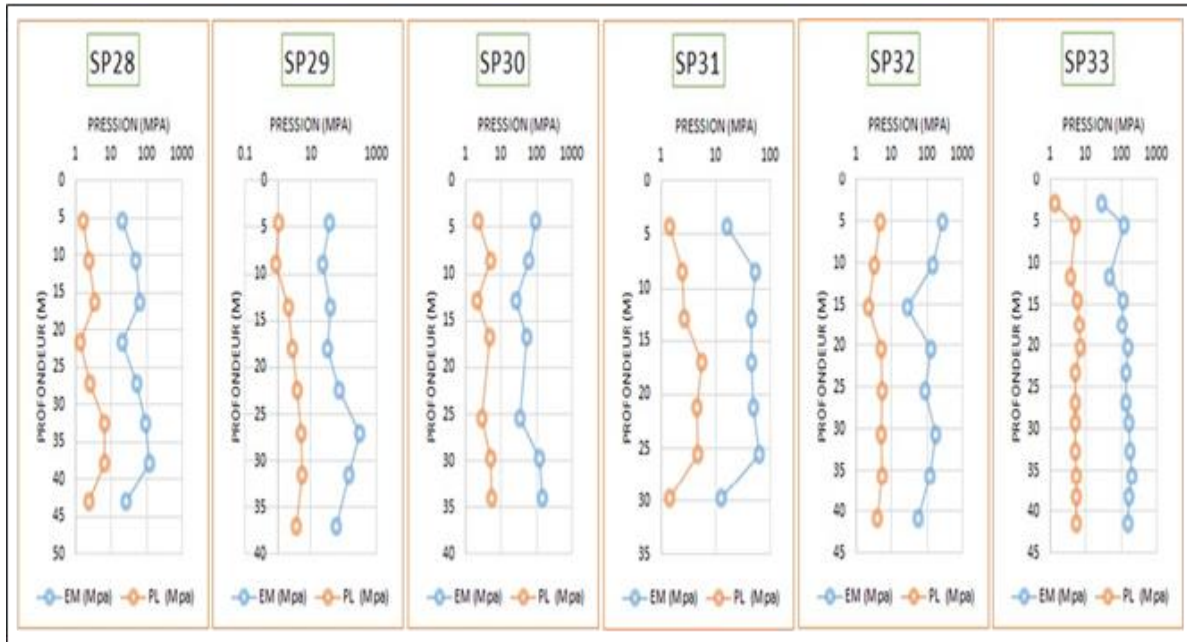 SP28
PRESSION (MPA)
1 10 100 1000
0
5
10
15
20
25
30
35
40
45
50
PROFONDEUR (M)
EM (Mpa) PL (Mpa)
SP29
PRESSION (MPA)
0.1 10 1000
0
5
10
15
20
25
30
35
40
PROFONDEUR (M)
EM (Mpa) PL (Mpa)
SP30
PRESSION (MPA)
1 10 100 1000
0
5
10
15
20
25
30
35
40
PROFONDEUR (M)
EM (Mpa) PL (Mpa)
SP31
PRESSION (MPA)
1 10 100
0
5
10
15
20
25
30
35
PROFONDEUR (M)
EM (Mpa) PL (Mpa)
SP32
PRESSION (MPA)
1 10 100 1000
0
5
10
15
20
25
30
35
40
45
PROFONDEUR (M)
EM (Mpa) PL (Mpa)
SP33
PRESSION (MPA)
1 10 100 1000
0
5
10
15
20
25
30
35
40
45
PROFONDEUR (M)
EM (Mpa) PL (Mpa)